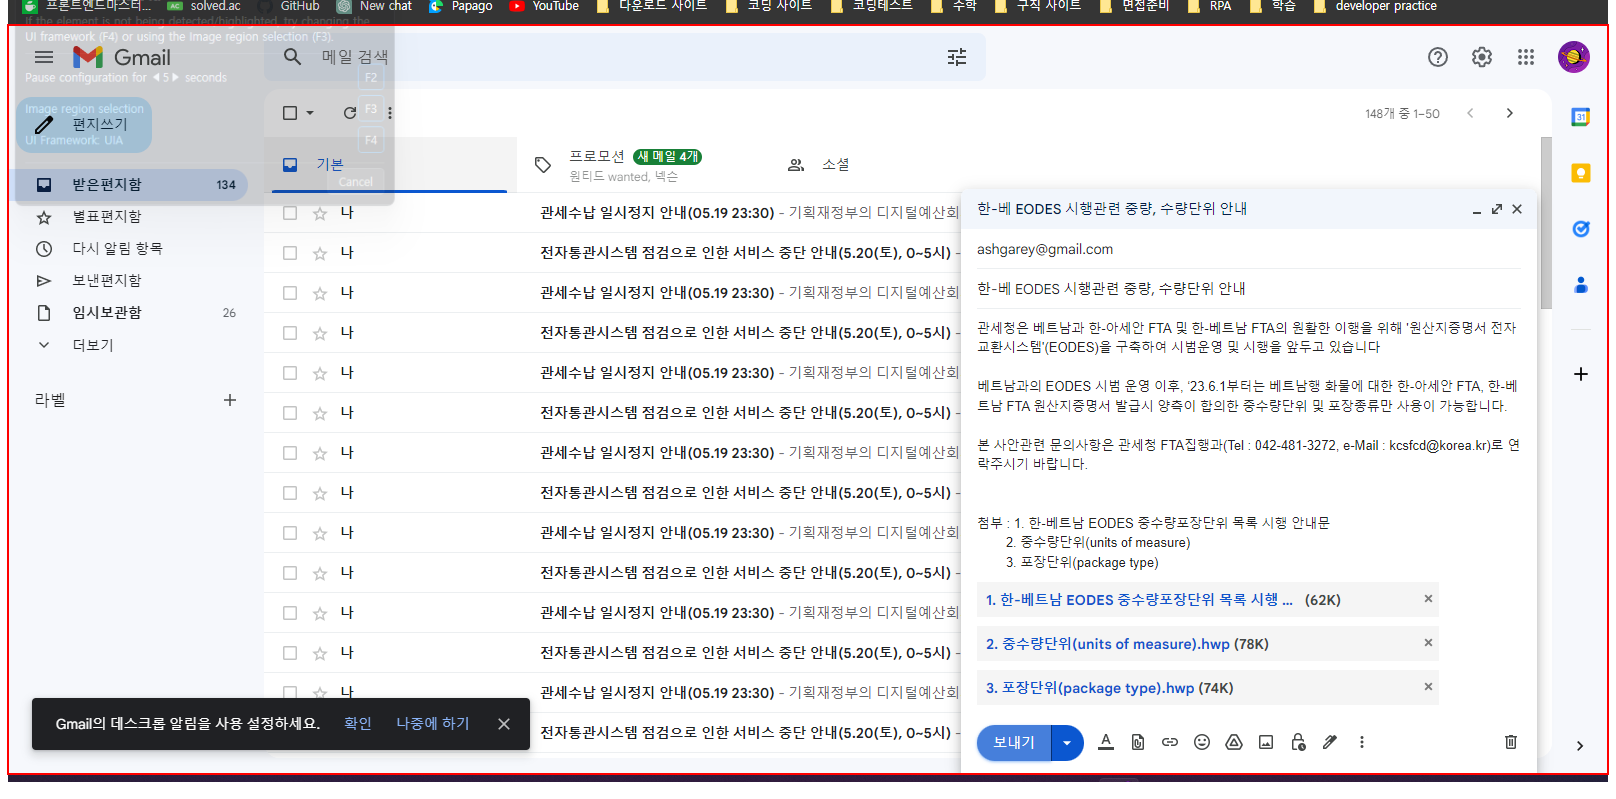 프론트엔드마스터... solved.ac GitHub New chat Papago YouTube 다운로드 사이트 코딩 사이트 코딩테스트 수학 구직 사이트 면접준비 RPA 학습 developer practice
If the element is not being detected/highlighted, try changing the
UI framework (F4) or using the Image region selection (F3).
Pause configuration for 5 seconds
F2
Image region selection
F3
UI Framework: UIA
F4
Cancel
Gmail
메일 검색
편지쓰기
받은편지함 134
별표편지함
다시 알림 항목
보낸편지함
임시보관함 26
더보기
라벨
148개 중 1–50
기본
프로모션 새 메일 4개
원티드 wanted, 넥슨
소셜
나 관세수납 일시정지 안내(05.19 23:30) - 기획재정부의 디지털예산회
나 전자통관시스템 점검으로 인한 서비스 중단 안내(5.20(토), 0~5시) -
나 관세수납 일시정지 안내(05.19 23:30) - 기획재정부의 디지털예산회
나 전자통관시스템 점검으로 인한 서비스 중단 안내(5.20(토), 0~5시) -
나 관세수납 일시정지 안내(05.19 23:30) - 기획재정부의 디지털예산회
나 전자통관시스템 점검으로 인한 서비스 중단 안내(5.20(토), 0~5시) -
나 관세수납 일시정지 안내(05.19 23:30) - 기획재정부의 디지털예산회
나 전자통관시스템 점검으로 인한 서비스 중단 안내(5.20(토), 0~5시) -
나 관세수납 일시정지 안내(05.19 23:30) - 기획재정부의 디지털예산회
나 전자통관시스템 점검으로 인한 서비스 중단 안내(5.20(토), 0~5시) -
나 관세수납 일시정지 안내(05.19 23:30) - 기획재정부의 디지털예산회
나 전자통관시스템 점검으로 인한 서비스 중단 안내(5.20(토), 0~5시) -
나 관세수납 일시정지 안내(05.19 23:30) - 기획재정부의 디지털예산회
전자통관시스템 점검으로 인한 서비스 중단 안내(5.20(토), 0~5시) -
Gmail의 데스크톱 알림을 사용 설정하세요. 확인 나중에 하기
한-베 EODES 시행관련 중량, 수량단위 안내
ashgarey@gmail.com
한-베 EODES 시행관련 중량, 수량단위 안내
관세청은 베트남과 한-아세안 FTA 및 한-베트남 FTA의 원활한 이행을 위해 '원산지증명서 전자
교환시스템'(EODES)을 구축하여 시범운영 및 시행을 앞두고 있습니다
베트남과의 EODES 시범 운영 이후, ‘23.6.1부터는 베트남행 화물에 대한 한-아세안 FTA, 한-베
트남 FTA 원산지증명서 발급시 양측이 합의한 중수량단위 및 포장종류만 사용이 가능합니다.
본 사안관련 문의사항은 관세청 FTA집행과(Tel : 042-481-3272, e-Mail : kcsfcd@korea.kr)로 연
락주시기 바랍니다.
첨부 : 1. 한-베트남 EODES 중수량포장단위 목록 시행 안내문
2. 중수량단위(units of measure)
3. 포장단위(package type)
1. 한-베트남 EODES 중수량포장단위 목록 시행 ... (62K)
2. 중수량단위(units of measure).hwp (78K)
3. 포장단위(package type).hwp (74K)
보내기
31